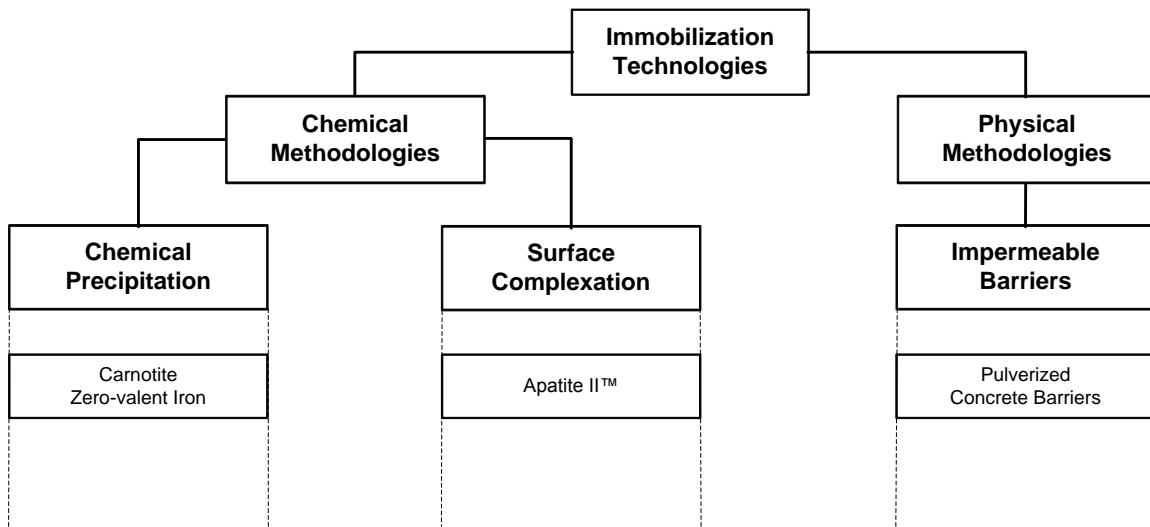 Immobilization
Technologies
Chemical
Methodologies
Physical
Methodologies
Chemical
Precipitation
Surface
Complexation
Impermeable
Barriers
Carnotite
Zero-valent Iron
Apatite II™
Pulverized
Concrete Barriers